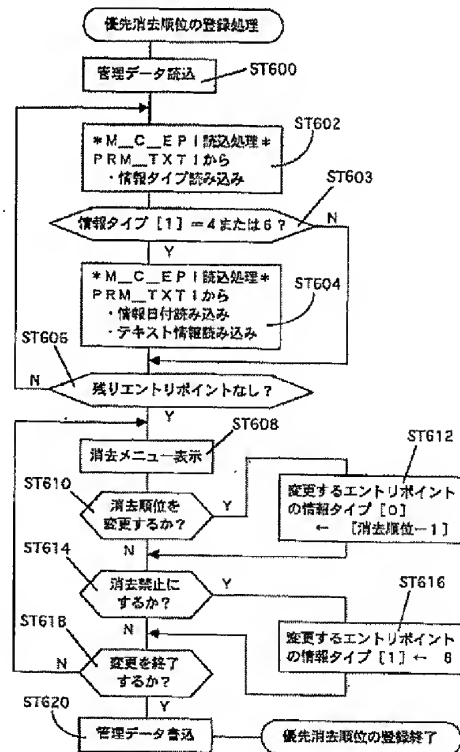 優先消去順位の登録処理
管理データ読込
ST600
ST602
*M__C__EPI読込処理*
PRM__TXT1から
・情報タイプ読み込み
ST603
情報タイプ [1] =4または6?
N
Y
*M__C__EPI読込処理*
PRM__TXT1から
・情報日付読み込み
・テキスト情報読み込み
ST604
ST606
N
残りエントリポイントなし?
Y
ST608
消去メニュー表示
ST610
消去順位を
変更するか?
Y
N
ST612
変更するエントリポイント
の情報タイプ [0]
← [消去順位−1]
ST614
消去禁止に
するか?
Y
N
ST616
変更するエントリポイント
の情報タイプ [1] ← 6
ST618
変更を終了
するか?
N
Y
ST620
管理データ書込
優先消去順位の登録終了